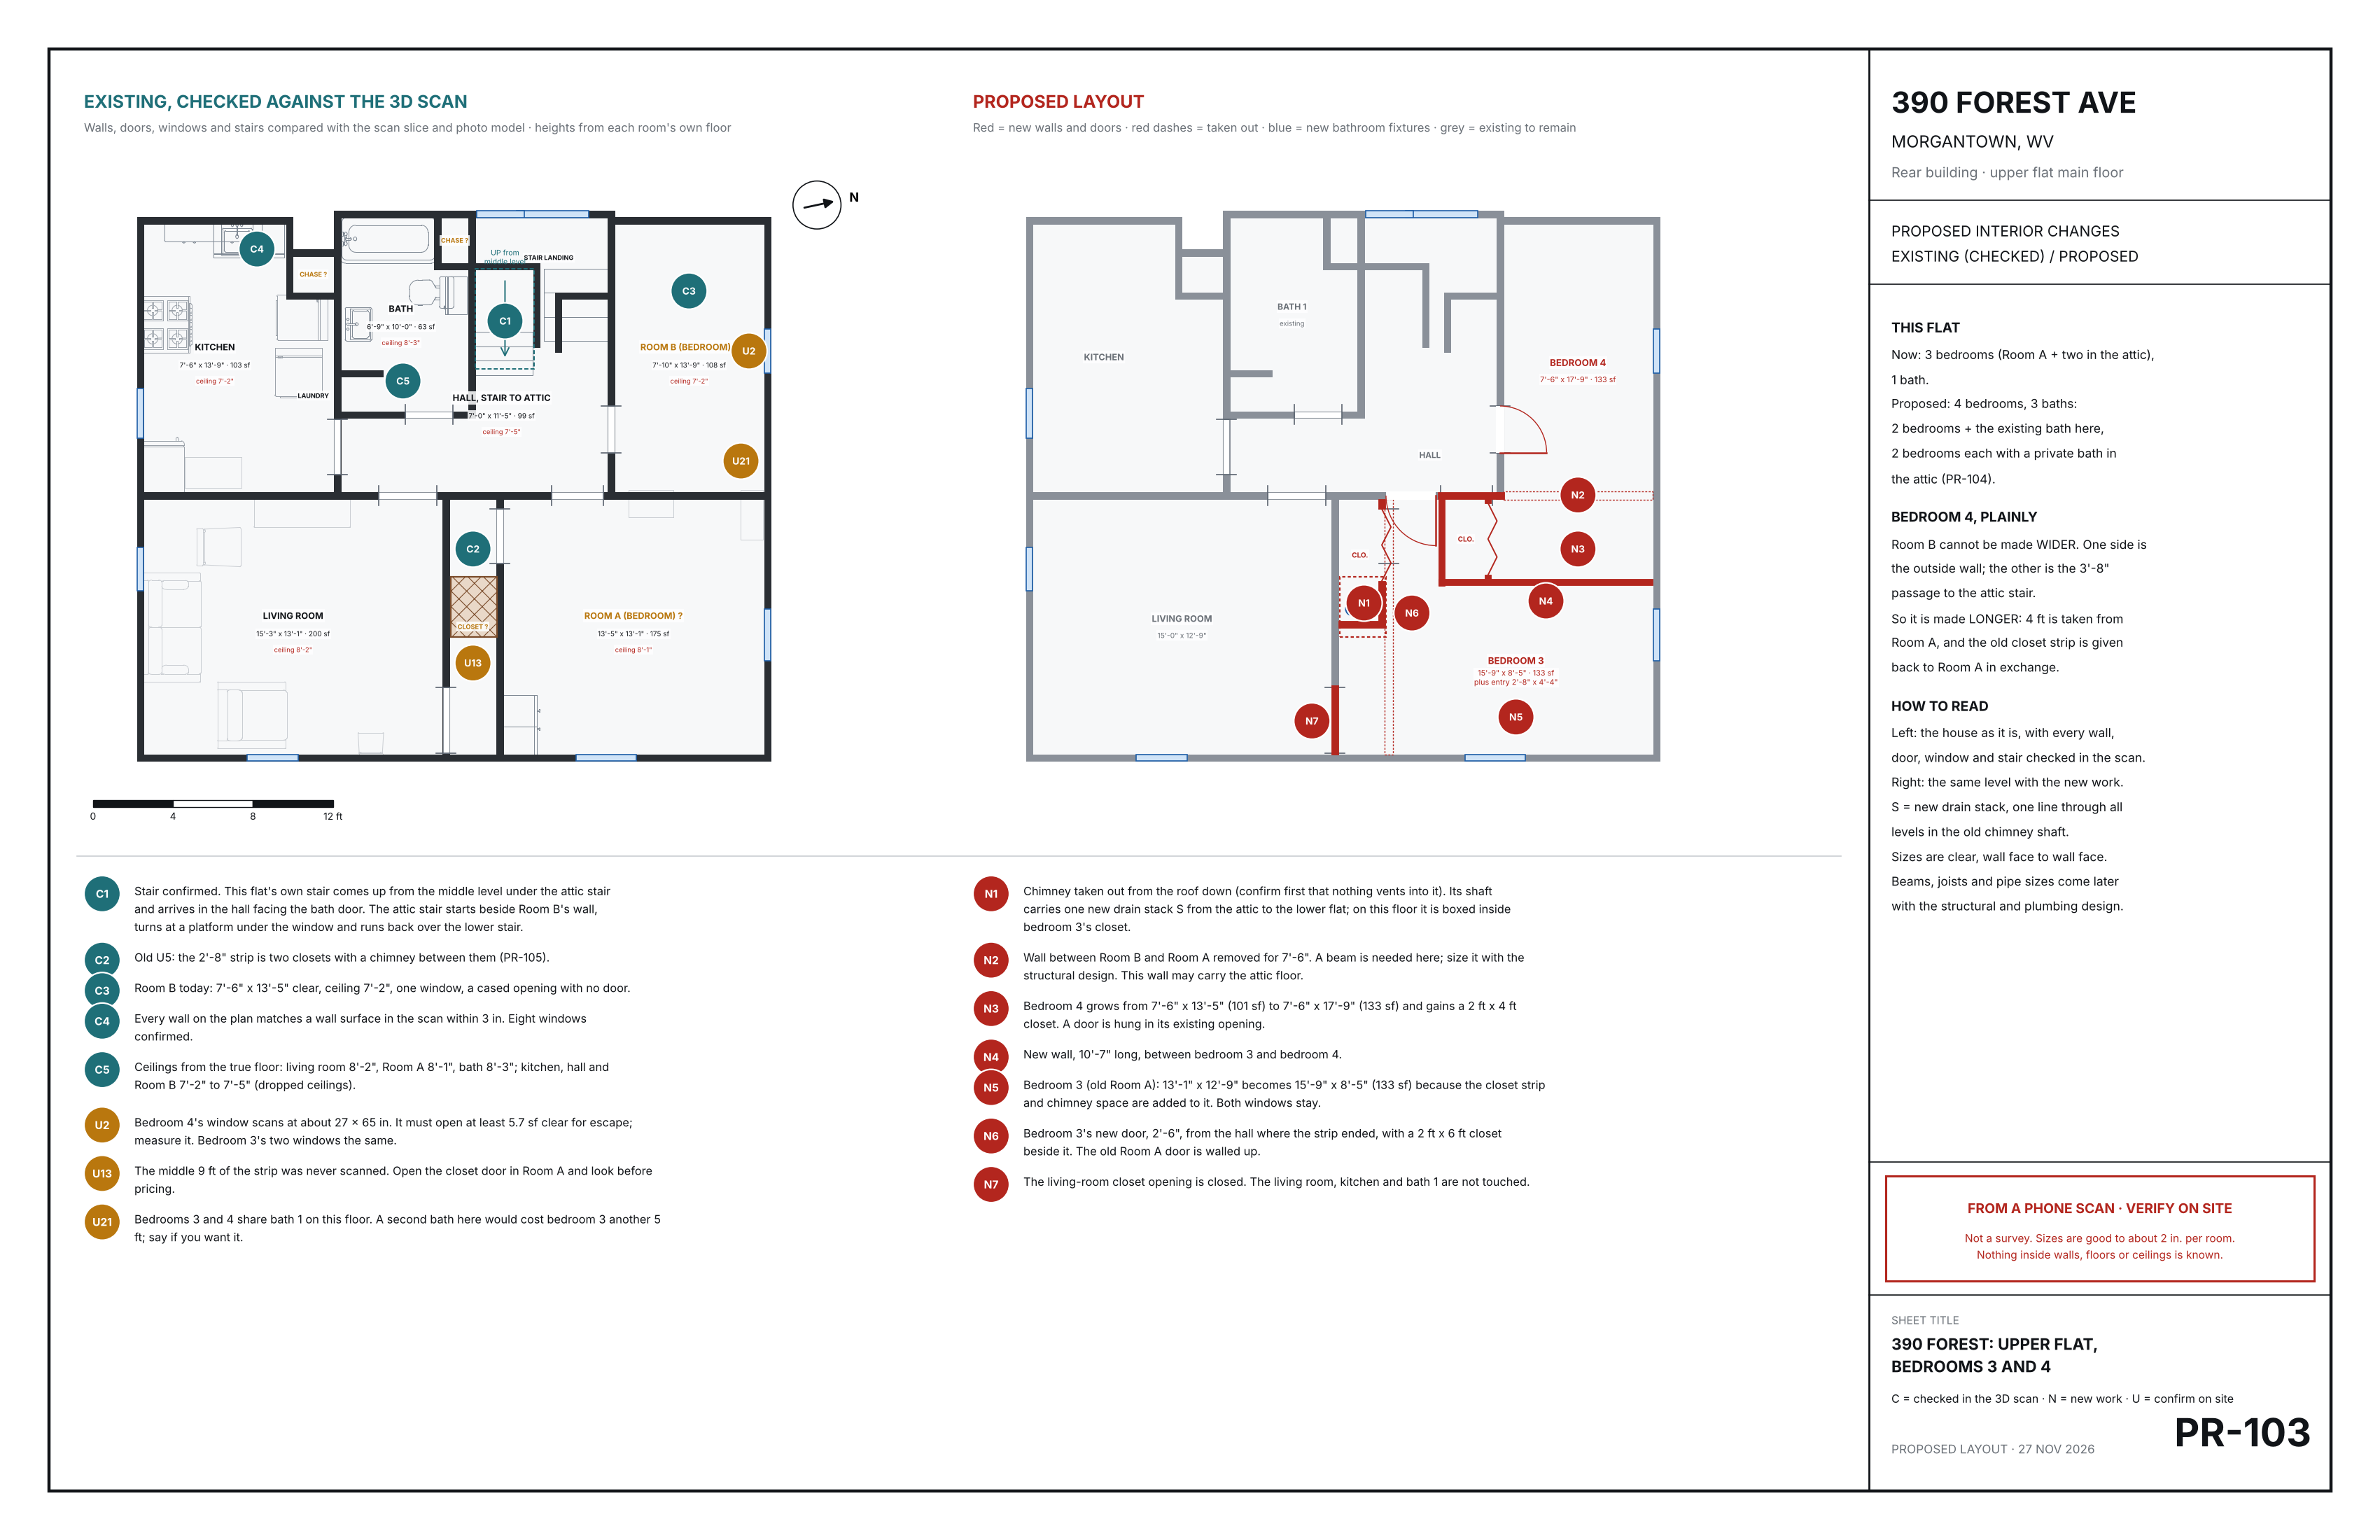 EXISTING, CHECKED AGAINST THE 3D SCAN
Walls, doors, windows and stairs compared with the scan slice and photo model · heights from each room's own floor
N
C4
CHASE ?
CHASE ?
UP from
middle level
STAIR LANDING
C3
C1
BATH
6'-9" x 10'-0" · 63 sf
ceiling 8'-3"
KITCHEN
7'-6" x 13'-9" · 103 sf
ceiling 7'-2"
ROOM B (BEDROOM)
U2
7'-10" x 13'-9" · 108 sf
ceiling 7'-2"
C5
LAUNDRY
HALL, STAIR TO ATTIC
7'-0" x 11'-5" · 99 sf
ceiling 7'-5"
U21
C2
CLOSET ?
LIVING ROOM
15'-3" x 13'-1" · 200 sf
ceiling 8'-2"
ROOM A (BEDROOM) ?
13'-5" x 13'-1" · 175 sf
ceiling 8'-1"
U13
0
4
8
12 ft
PROPOSED LAYOUT
Red = new walls and doors · red dashes = taken out · blue = new bathroom fixtures · grey = existing to remain
BATH 1
existing
KITCHEN
BEDROOM 4
7'-6" x 17'-9" · 133 sf
HALL
N2
CLO.
CLO.
N3
N1
N6
N4
LIVING ROOM
15'-0" x 12'-9"
BEDROOM 3
15'-9" x 8'-5" · 133 sf
plus entry 2'-8" x 4'-4"
N7
N5
C1
Stair confirmed. This flat's own stair comes up from the middle level under the attic stair
and arrives in the hall facing the bath door. The attic stair starts beside Room B's wall,
turns at a platform under the window and runs back over the lower stair.
C2
Old U5: the 2'-8" strip is two closets with a chimney between them (PR-105).
C3
Room B today: 7'-6" x 13'-5" clear, ceiling 7'-2", one window, a cased opening with no door.
C4
Every wall on the plan matches a wall surface in the scan within 3 in. Eight windows
confirmed.
C5
Ceilings from the true floor: living room 8'-2", Room A 8'-1", bath 8'-3"; kitchen, hall and
Room B 7'-2" to 7'-5" (dropped ceilings).
U2
Bedroom 4's window scans at about 27 × 65 in. It must open at least 5.7 sf clear for escape;
measure it. Bedroom 3's two windows the same.
U13
The middle 9 ft of the strip was never scanned. Open the closet door in Room A and look before
pricing.
U21
Bedrooms 3 and 4 share bath 1 on this floor. A second bath here would cost bedroom 3 another 5
ft; say if you want it.
N1
Chimney taken out from the roof down (confirm first that nothing vents into it). Its shaft
carries one new drain stack S from the attic to the lower flat; on this floor it is boxed inside
bedroom 3's closet.
N2
Wall between Room B and Room A removed for 7'-6". A beam is needed here; size it with the
structural design. This wall may carry the attic floor.
N3
Bedroom 4 grows from 7'-6" x 13'-5" (101 sf) to 7'-6" x 17'-9" (133 sf) and gains a 2 ft x 4 ft
closet. A door is hung in its existing opening.
N4
New wall, 10'-7" long, between bedroom 3 and bedroom 4.
N5
Bedroom 3 (old Room A): 13'-1" x 12'-9" becomes 15'-9" x 8'-5" (133 sf) because the closet strip
and chimney space are added to it. Both windows stay.
N6
Bedroom 3's new door, 2'-6", from the hall where the strip ended, with a 2 ft x 6 ft closet
beside it. The old Room A door is walled up.
N7
The living-room closet opening is closed. The living room, kitchen and bath 1 are not touched.
390 FOREST AVE
MORGANTOWN, WV
Rear building · upper flat main floor
PROPOSED INTERIOR CHANGES
EXISTING (CHECKED) / PROPOSED
THIS FLAT
Now: 3 bedrooms (Room A + two in the attic),
1 bath.
Proposed: 4 bedrooms, 3 baths:
2 bedrooms + the existing bath here,
2 bedrooms each with a private bath in
the attic (PR-104).
BEDROOM 4, PLAINLY
Room B cannot be made WIDER. One side is
the outside wall; the other is the 3'-8"
passage to the attic stair.
So it is made LONGER: 4 ft is taken from
Room A, and the old closet strip is given
back to Room A in exchange.
HOW TO READ
Left: the house as it is, with every wall,
door, window and stair checked in the scan.
Right: the same level with the new work.
S = new drain stack, one line through all
levels in the old chimney shaft.
Sizes are clear, wall face to wall face.
Beams, joists and pipe sizes come later
with the structural and plumbing design.
FROM A PHONE SCAN · VERIFY ON SITE
Not a survey. Sizes are good to about 2 in. per room.
Nothing inside walls, floors or ceilings is known.
SHEET TITLE
390 FOREST: UPPER FLAT,
BEDROOMS 3 AND 4
C = checked in the 3D scan · N = new work · U = confirm on site
PROPOSED LAYOUT · 27 NOV 2026
PR-103